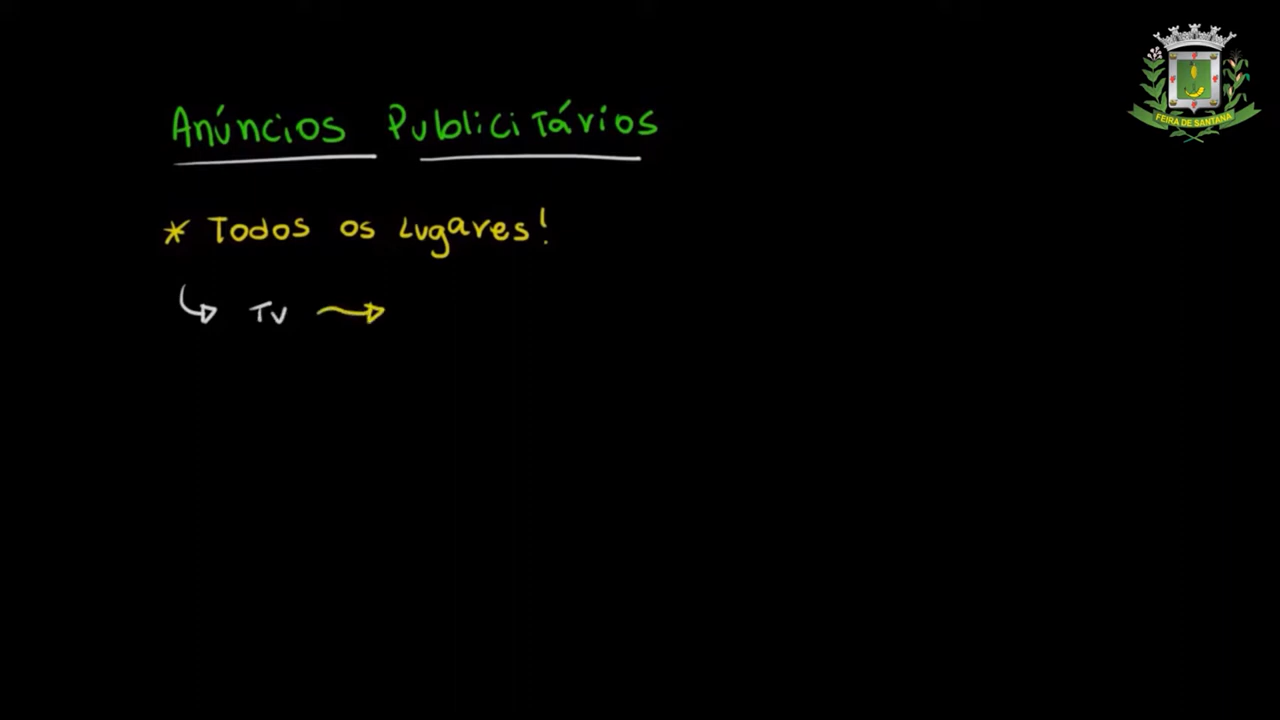 Anúncios Publicitários
* Todos os lugares!
↳ TV →
FEIRA DE SANTANA